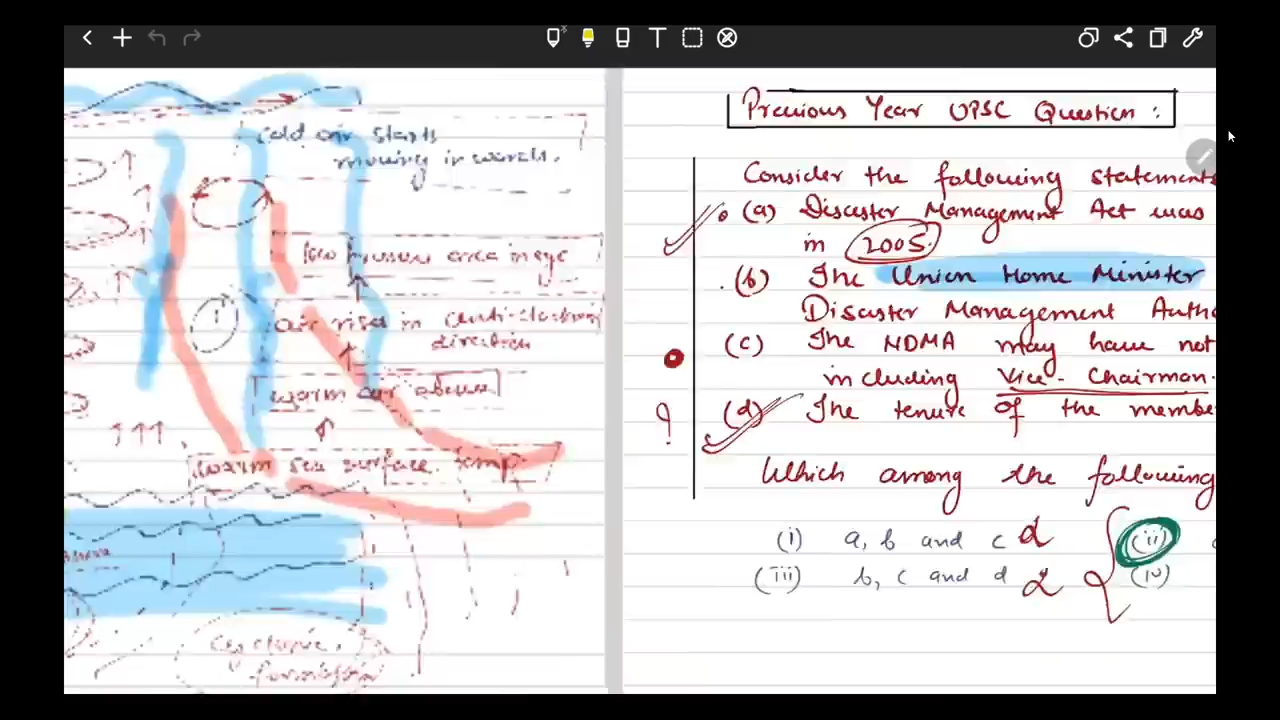 cold air starts
moving inwards.
low pressure area in eye
air rises in anti-clockwise
direction
warm air above
warm sea surface temp.
cyclonic
formation
Previous Year UPSC Question :
Consider the following statements
(a) Disaster Management Act was
in 2005.
(b) The Union Home Minister
Disaster Management Autho
(c) The NDMA may have not
including Vice-Chairman.
(d) The tenure of the membe
Which among the following
(i) a, b and c (ii)
(iii) b, c and d (iv)